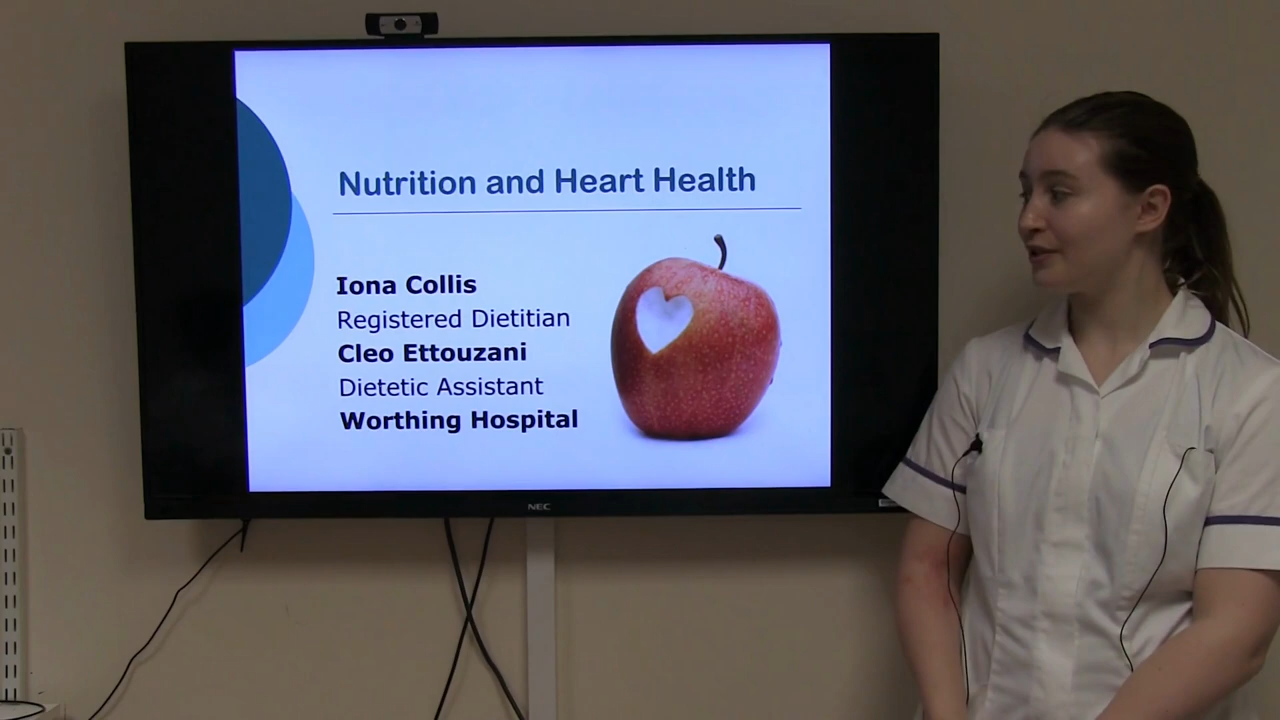 Nutrition and Heart Health
Iona Collis
Registered Dietitian
Cleo Ettouzani
Dietetic Assistant
Worthing Hospital
NEC